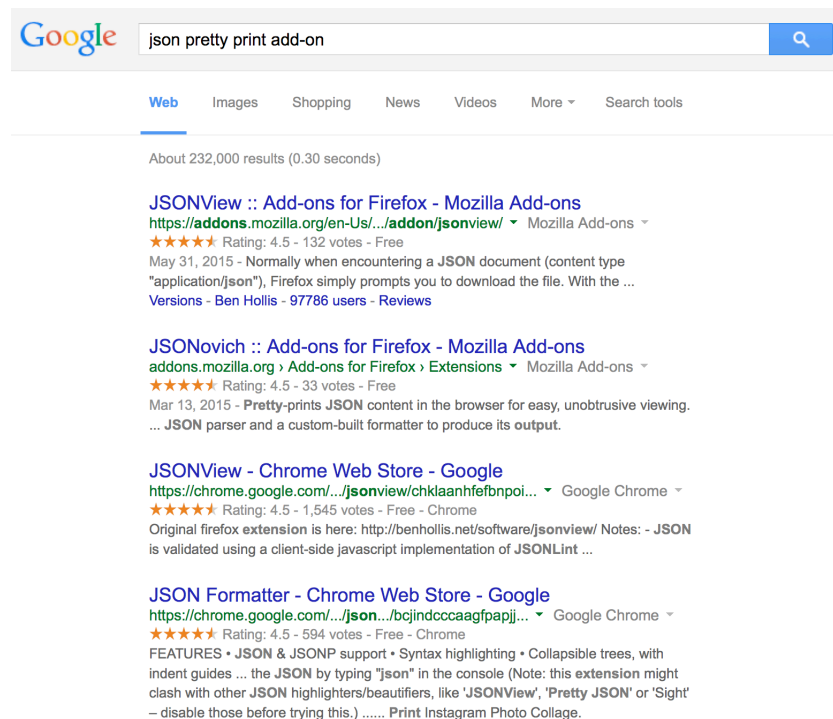 Google
json pretty print add-on
Web Images Shopping News Videos More Search tools
About 232,000 results (0.30 seconds)
JSONView :: Add-ons for Firefox - Mozilla Add-ons
https://addons.mozilla.org/en-Us/.../addon/jsonview/ Mozilla Add-ons
Rating: 4.5 - 132 votes - Free
May 31, 2015 - Normally when encountering a JSON document (content type
"application/json"), Firefox simply prompts you to download the file. With the ...
Versions - Ben Hollis - 97786 users - Reviews
JSONovich :: Add-ons for Firefox - Mozilla Add-ons
addons.mozilla.org › Add-ons for Firefox › Extensions Mozilla Add-ons
Rating: 4.5 - 33 votes - Free
Mar 13, 2015 - Pretty-prints JSON content in the browser for easy, unobtrusive viewing.
... JSON parser and a custom-built formatter to produce its output.
JSONView - Chrome Web Store - Google
https://chrome.google.com/.../jsonview/chklaanhfefbnpoi... Google Chrome
Rating: 4.5 - 1,545 votes - Free - Chrome
Original firefox extension is here: http://benhollis.net/software/jsonview/ Notes: - JSON
is validated using a client-side javascript implementation of JSONLint ...
JSON Formatter - Chrome Web Store - Google
https://chrome.google.com/.../json.../bcjindcccaagfpapjj... Google Chrome
Rating: 4.5 - 594 votes - Free - Chrome
FEATURES • JSON & JSONP support • Syntax highlighting • Collapsible trees, with
indent guides ... the JSON by typing "json" in the console (Note: this extension might
clash with other JSON highlighters/beautifiers, like 'JSONView', 'Pretty JSON' or 'Sight'
– disable those before trying this.) ...... Print Instagram Photo Collage.